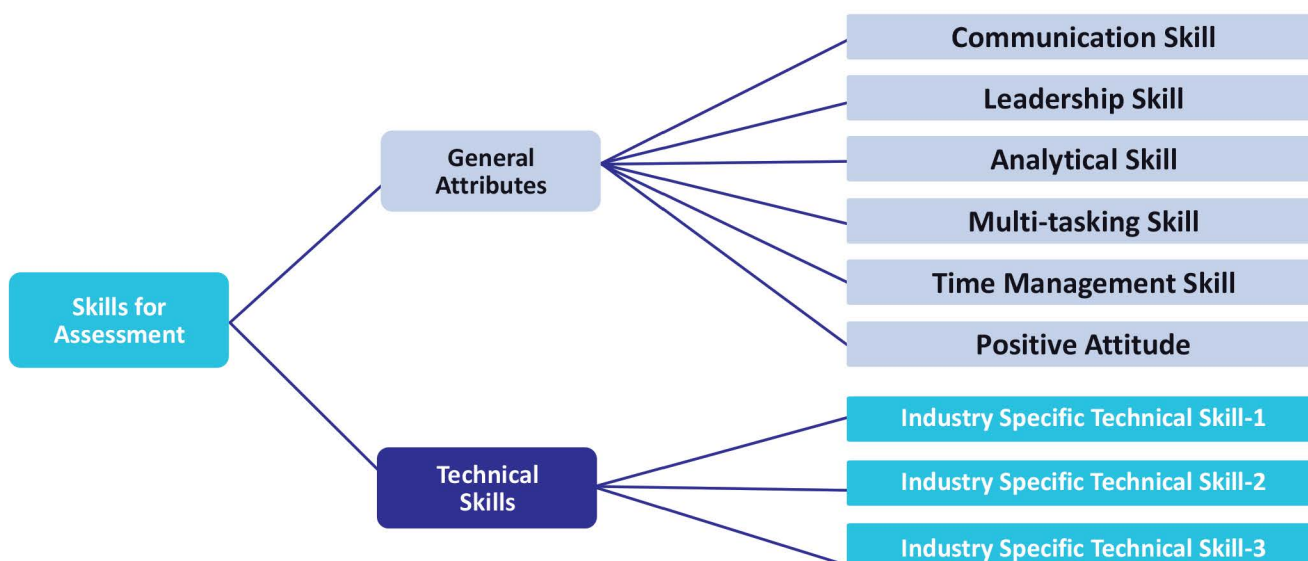 Communication Skill
Leadership Skill
General
Attributes
Analytical Skill
Multi-tasking Skill
Time Management Skill
Skills for
Assessment
Positive Attitude
Industry Specific Technical Skill-1
Technical
Skills
Industry Specific Technical Skill-2
Industry Specific Technical Skill-3